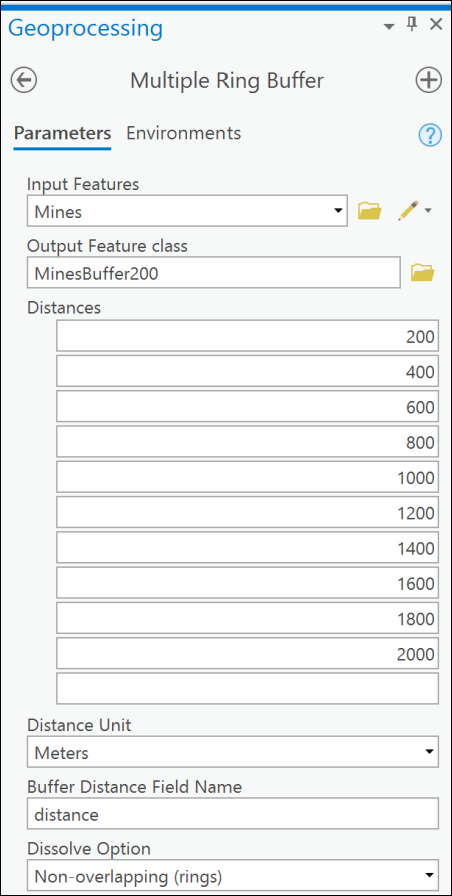 Geoprocessing
Multiple Ring Buffer
Parameters Environments
?
Input Features
Mines
Output Feature class
MinesBuffer200
Distances
200
400
600
800
1000
1200
1400
1600
1800
2000
Distance Unit
Meters
Buffer Distance Field Name
distance
Dissolve Option
Non-overlapping (rings)